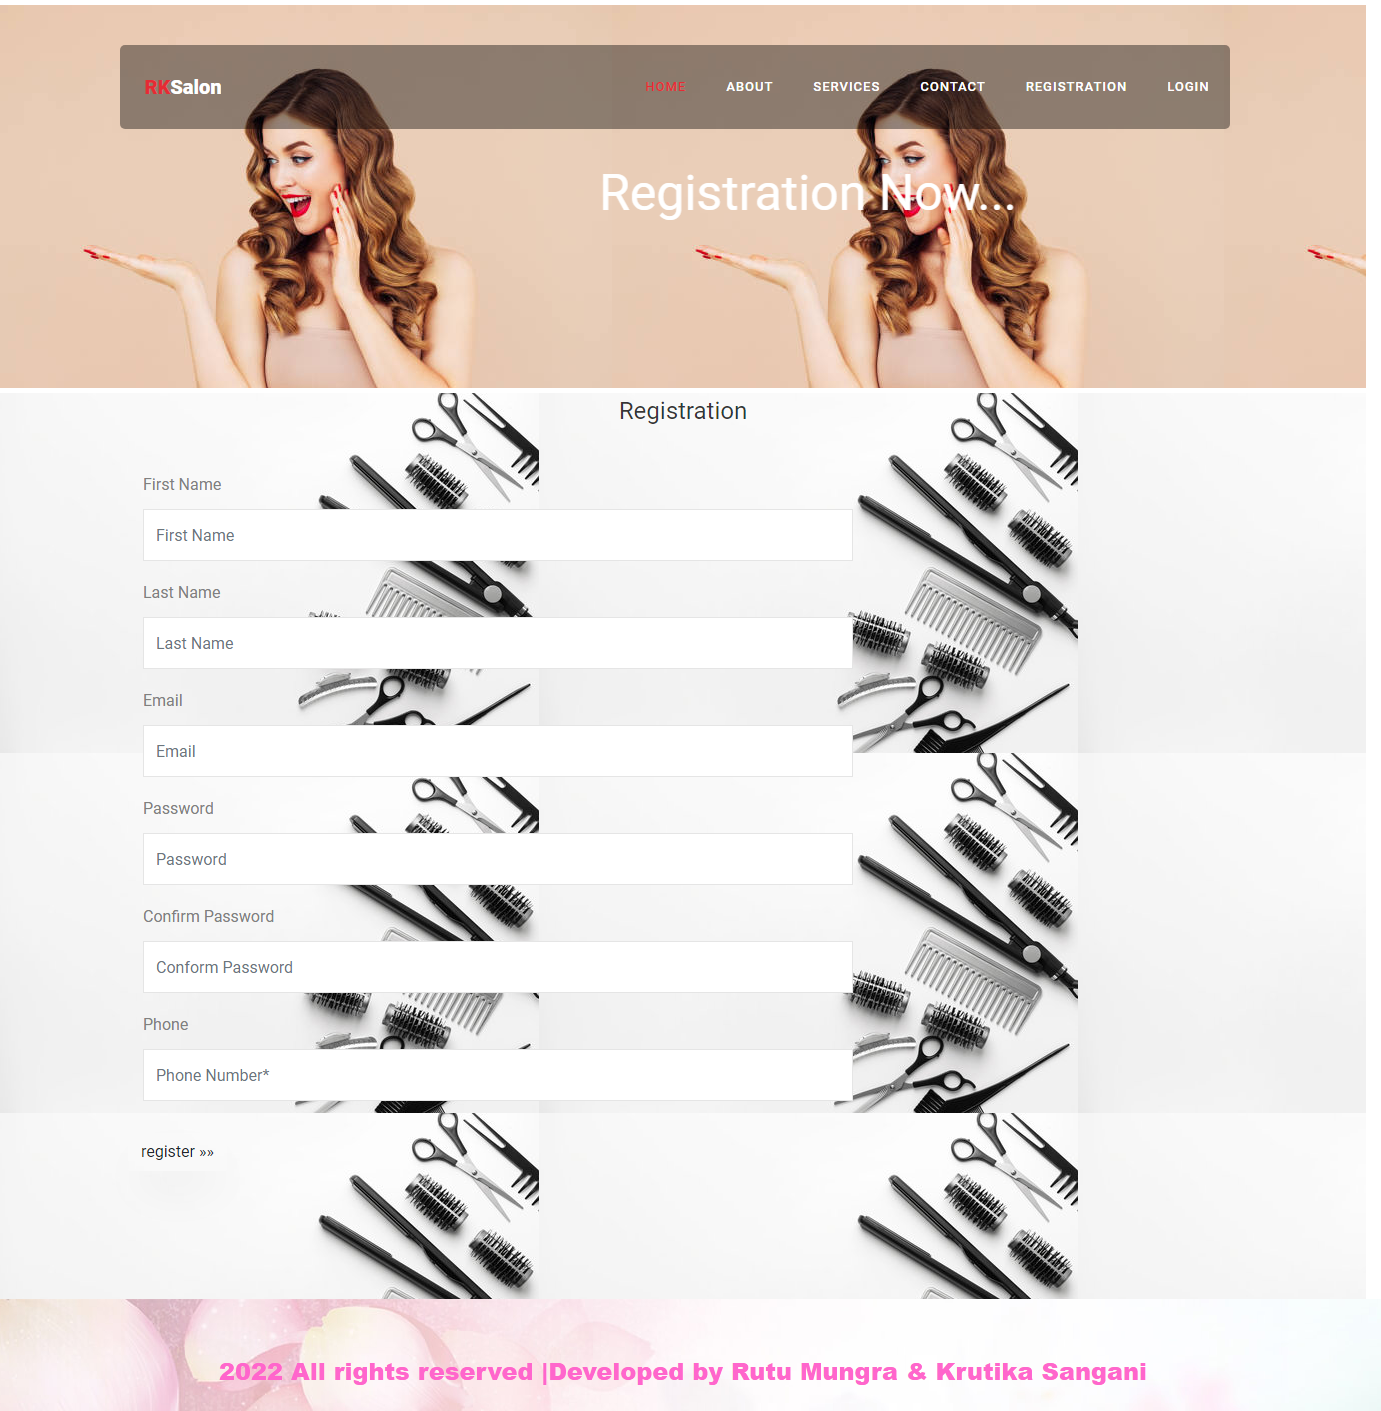 RKSalon
HOME ABOUT SERVICES CONTACT REGISTRATION LOGIN
Registration Now...
Registration
First Name
First Name
Last Name
Last Name
Email
Email
Password
Password
Confirm Password
Conform Password
Phone
Phone Number*
register »»
2022 All rights reserved |Developed by Rutu Mungra & Krutika Sangani